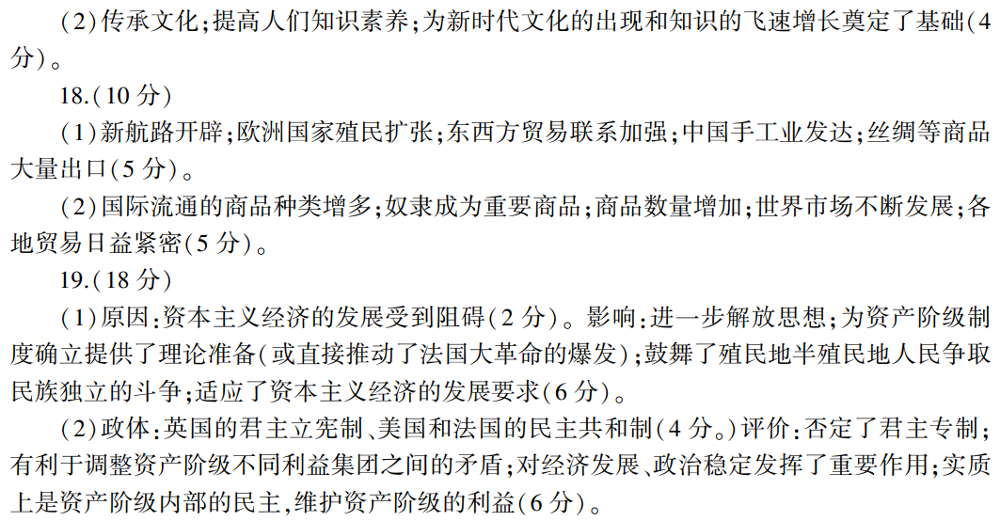 (2)传承文化;提高人们知识素养;为新时代文化的出现和知识的飞速增长奠定了基础(4
分)。
18.(10 分)
(1)新航路开辟;欧洲国家殖民扩张;东西方贸易联系加强;中国手工业发达;丝绸等商品
大量出口(5 分)。
(2)国际流通的商品种类增多;奴隶成为重要商品;商品数量增加;世界市场不断发展;各
地贸易日益紧密(5 分)。
19.(18 分)
(1)原因:资本主义经济的发展受到阻碍(2 分)。影响:进一步解放思想;为资产阶级制
度确立提供了理论准备(或直接推动了法国大革命的爆发);鼓舞了殖民地半殖民地人民争取
民族独立的斗争;适应了资本主义经济的发展要求(6 分)。
(2)政体:英国的君主立宪制、美国和法国的民主共和制(4 分。)评价:否定了君主专制;
有利于调整资产阶级不同利益集团之间的矛盾;对经济发展、政治稳定发挥了重要作用;实质
上是资产阶级内部的民主,维护资产阶级的利益(6 分)。